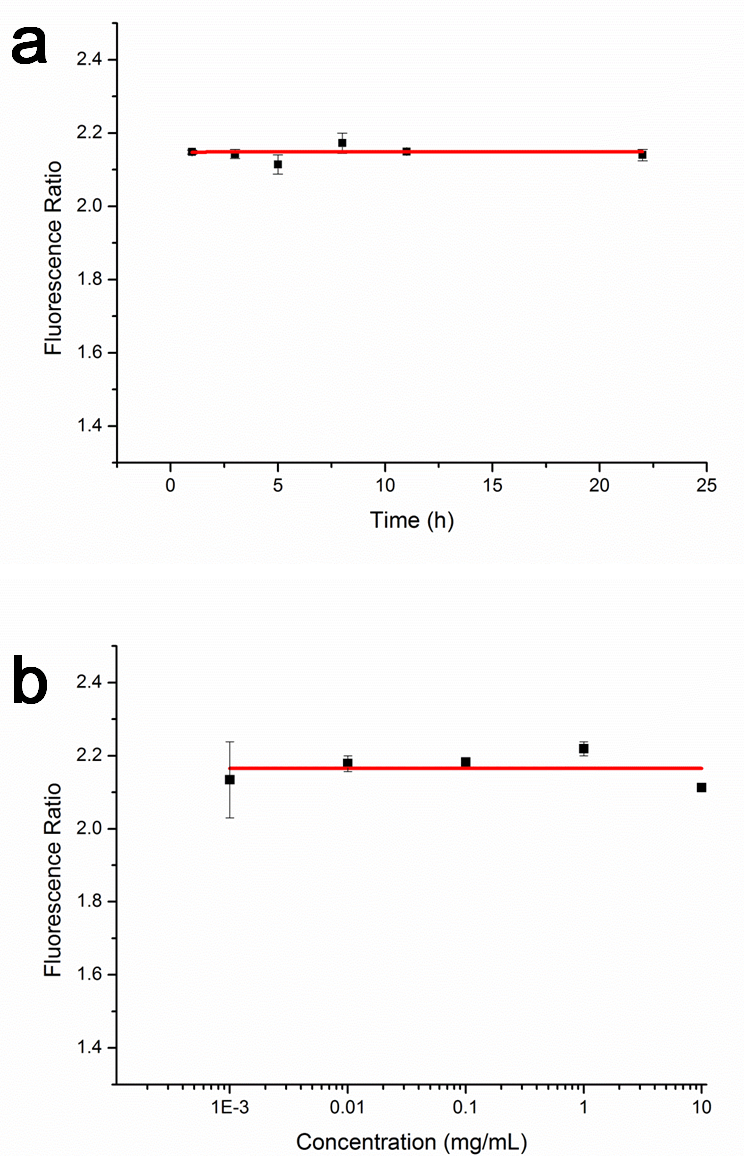 a
2.4
2.2
2.0
1.8
1.6
1.4
Fluorescence Ratio
0 5 10 15 20 25
Time (h)
b
2.4
2.2
2.0
1.8
1.6
1.4
Fluorescence Ratio
1E-3 0.01 0.1 1 10
Concentration (mg/mL)